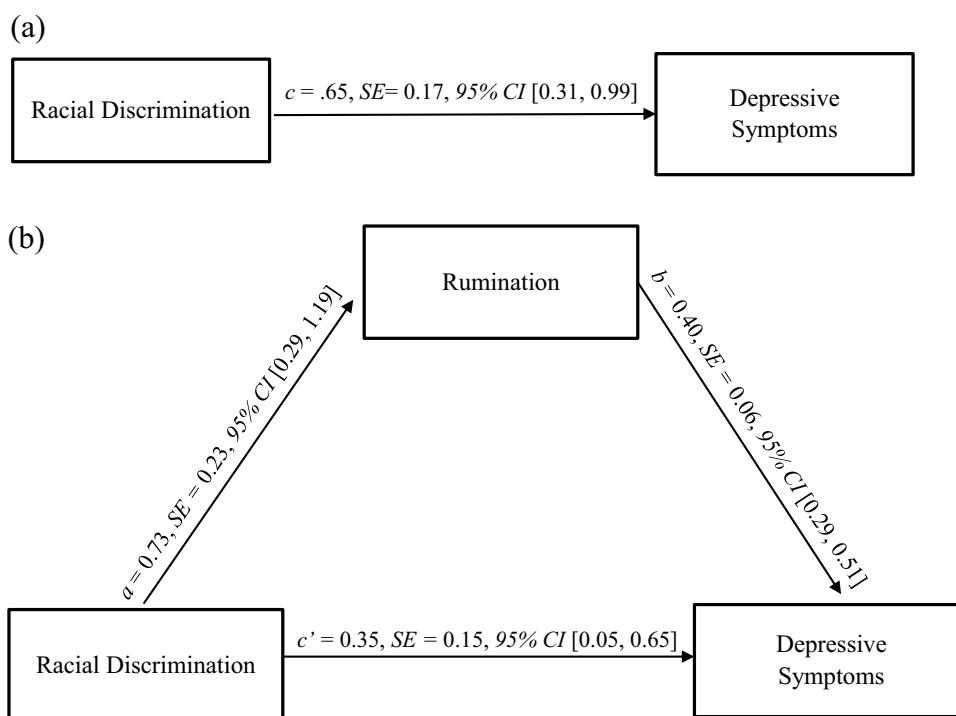 (a)
Racial Discrimination
c = .65, SE= 0.17, 95% CI [0.31, 0.99]
Depressive
Symptoms
(b)
Rumination
a = 0.73, SE = 0.23, 95% CI [0.29, 1.19]
b = 0.40, SE = 0.06, 95% CI [0.29, 0.51]
Racial Discrimination
c’ = 0.35, SE = 0.15, 95% CI [0.05, 0.65]
Depressive
Symptoms